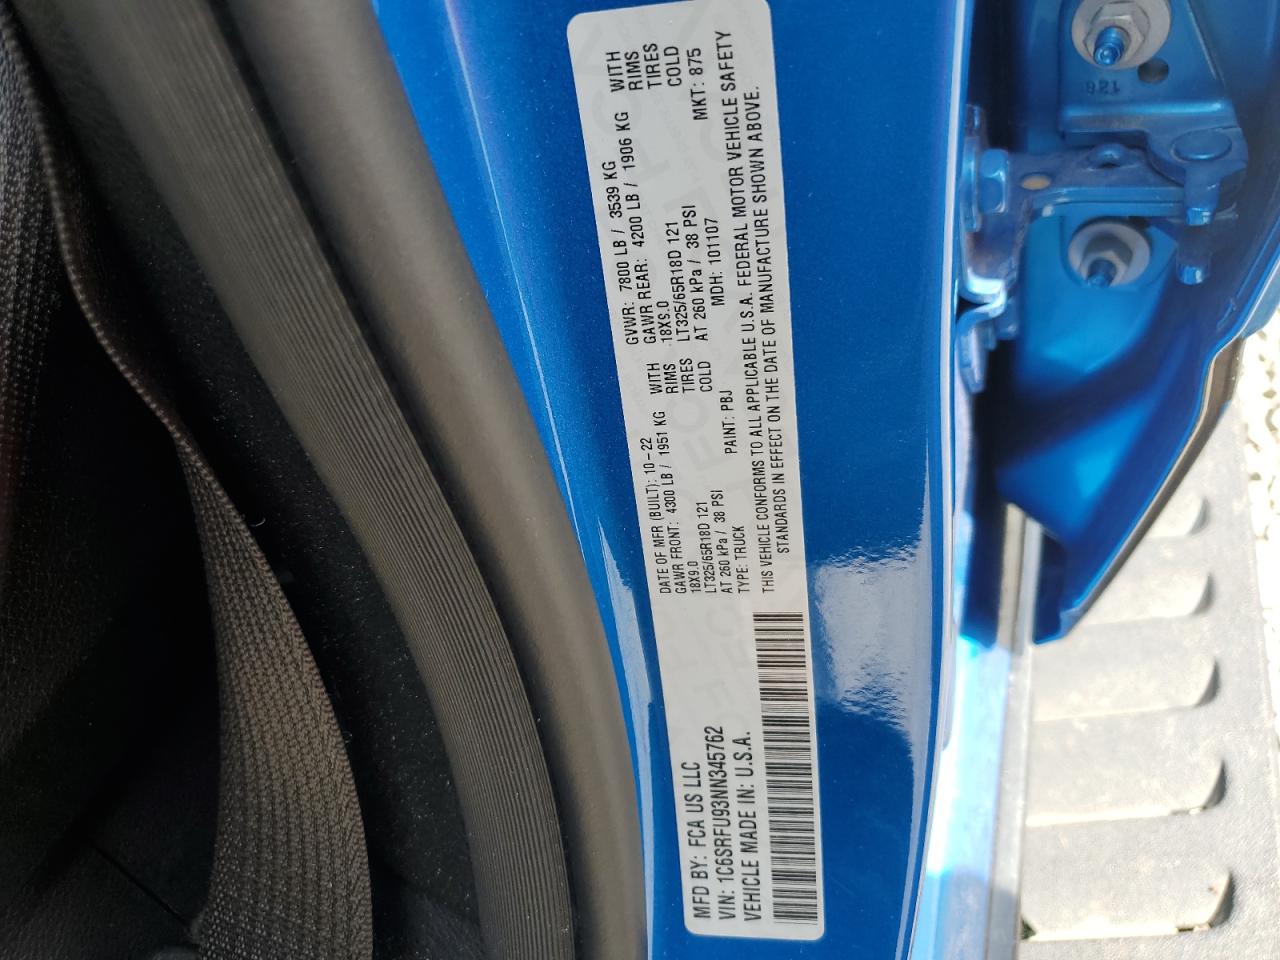 MFD BY: FCA US LLC
VIN: 1C6SRFU93NN345762
VEHICLE MADE IN: U.S.A.
DATE OF MFR (BUILT): 10-22 GVWR: 7800 LB / 3539 KG
GAWR FRONT: 4300 LB / 1951 KG WITH GAWR REAR: 4200 LB / 1906 KG WITH
18X9.0 RIMS 18X9.0 RIMS
LT325/65R18D 121 TIRES LT325/65R18D 121 TIRES
AT 260 kPa / 38 PSI COLD AT 260 kPa / 38 PSI COLD
TYPE: TRUCK PAINT: PBJ MDH: 101107 MKT: 875
THIS VEHICLE CONFORMS TO ALL APPLICABLE U.S.A. FEDERAL MOTOR VEHICLE SAFETY
STANDARDS IN EFFECT ON THE DATE OF MANUFACTURE SHOWN ABOVE.